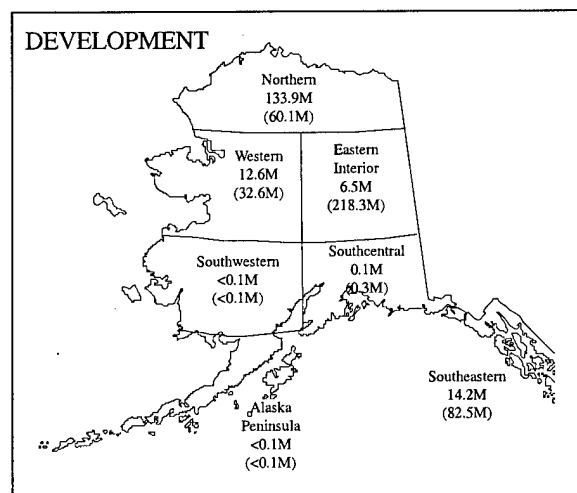 DEVELOPMENT
Northern
133.9M
(60.1M)
Western
12.6M
(32.6M)
Eastern
Interior
6.5M
(218.3M)
Southwestern
<0.1M
(<0.1M)
Southcentral
0.1M
(0.3M)
Southeastern
14.2M
(82.5M)
Alaska
Peninsula
<0.1M
(<0.1M)